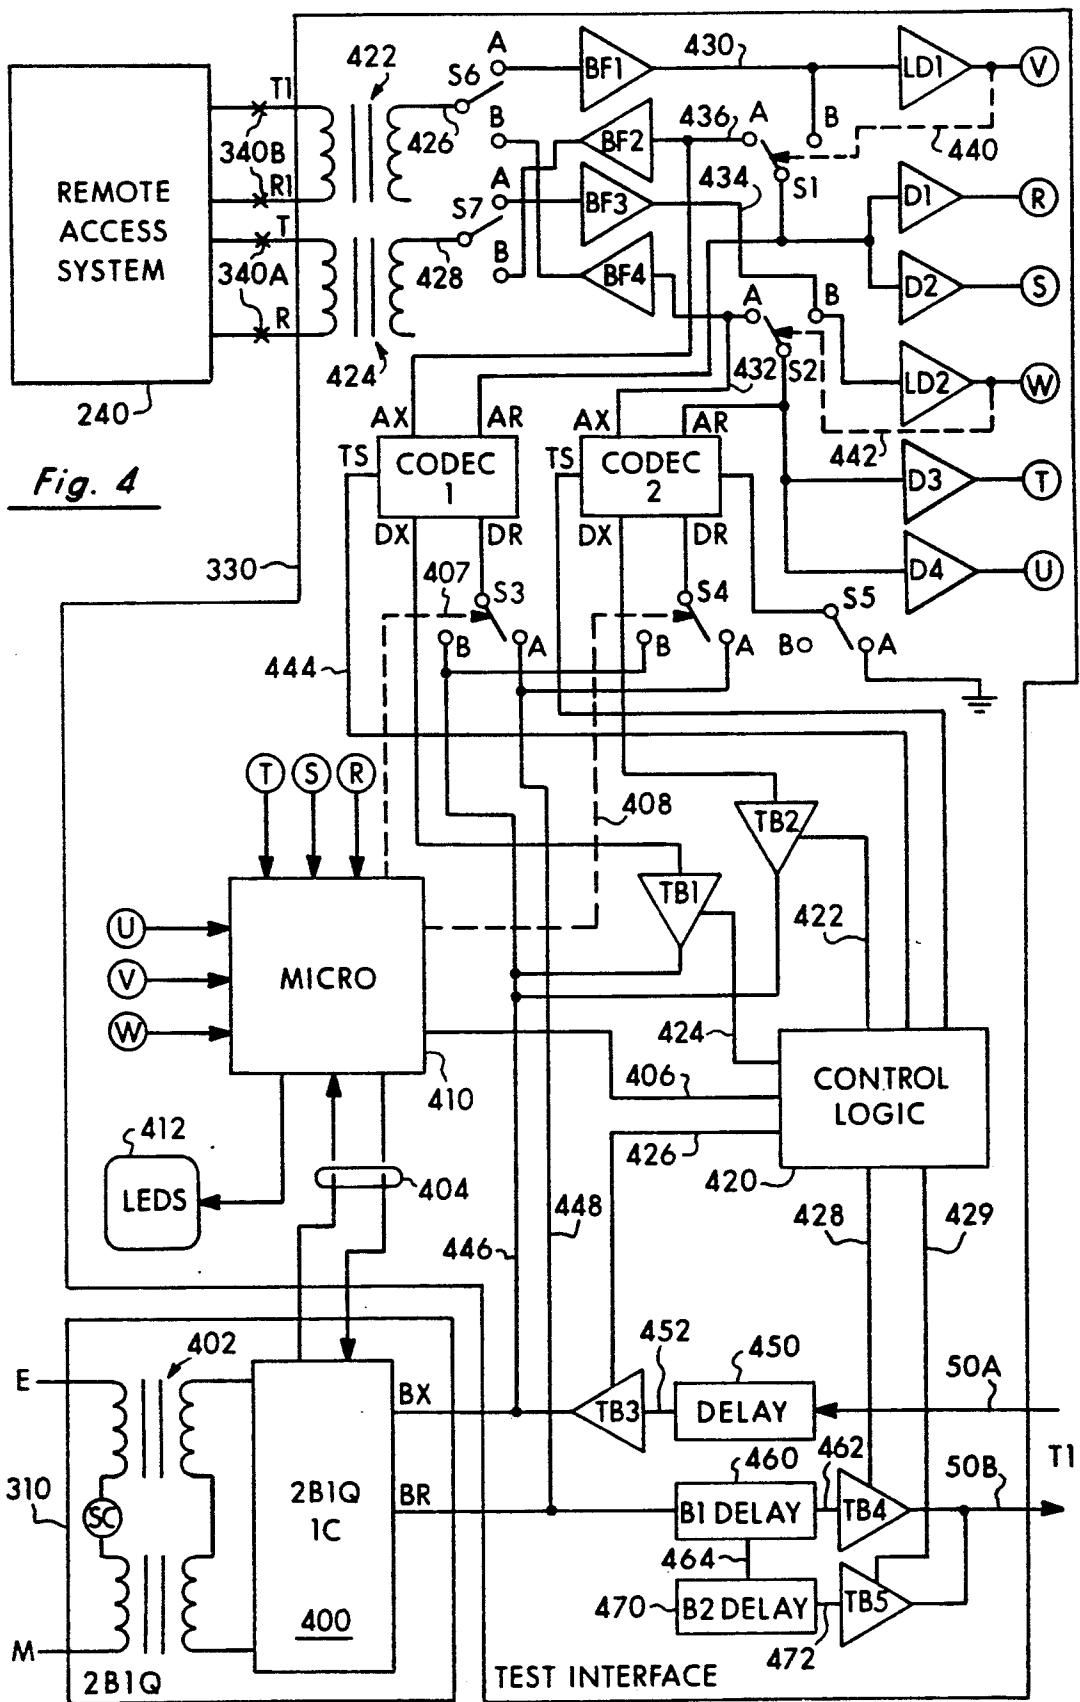 330
T1
422
S6
A
BF1
430
LD1
V
426
B
BF2
436
A
B
440
340B
R1
REMOTE
ACCESS
SYSTEM
S7
A
BF3
434
S1
D1
R
T
340A
428
B
BF4
A
B
D2
S
R
424
432
S2
LD2
W
240
AX
AR
AX
AR
442
Fig. 4
TS
CODEC
1
TS
CODEC
2
D3
T
DX
DR
DX
DR
D4
U
407
S3
S4
S5
B
A
B
A
B
A
444
T
S
R
408
TB2
TB1
U
V
W
MICRO
422
424
410
406
CONTROL
LOGIC
426
420
412
LEDS
404
448
446
428
429
402
E
452
450
50A
BX
TB3
DELAY
T1
460
462
50B
310
SC
2B1Q
1C
BR
B1 DELAY
TB4
464
470
B2 DELAY
TB5
472
400
M
2B1Q
TEST INTERFACE